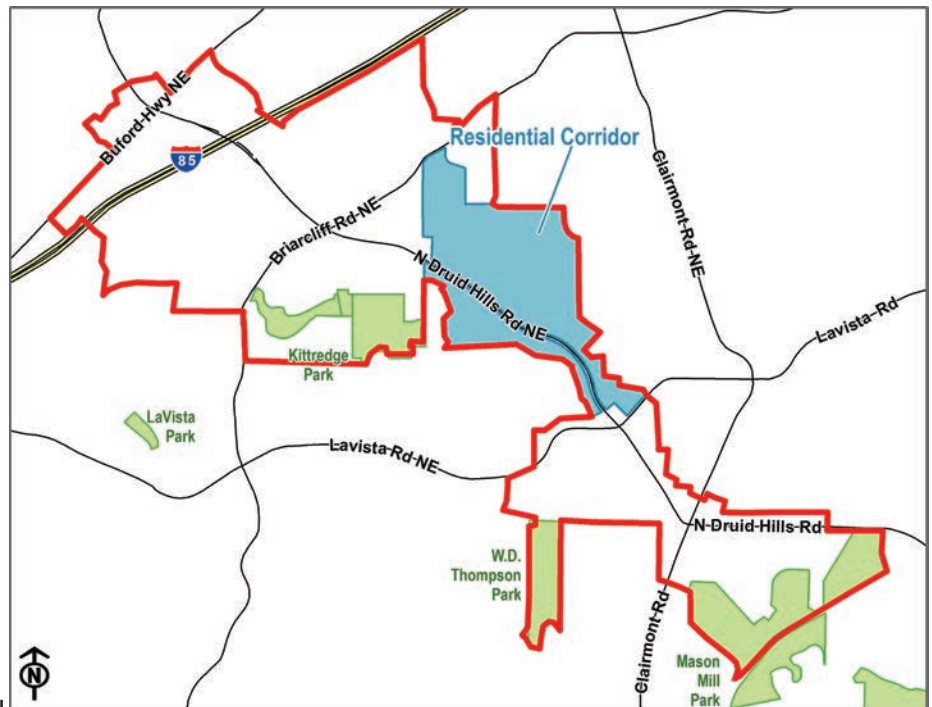 Buford-Hwy NE
85
Residential Corridor
Clairmont-Rd-NE
Briarcliff-Rd-NE
N Druid-Hills-Rd-NE
Lavista-Rd
Kittredge
Park
LaVista
Park
Lavista-Rd-NE
N-Druid-Hills-Rd
W.D.
Thompson
Park
Clairmont-Rd
Mason
Mill
Park
N